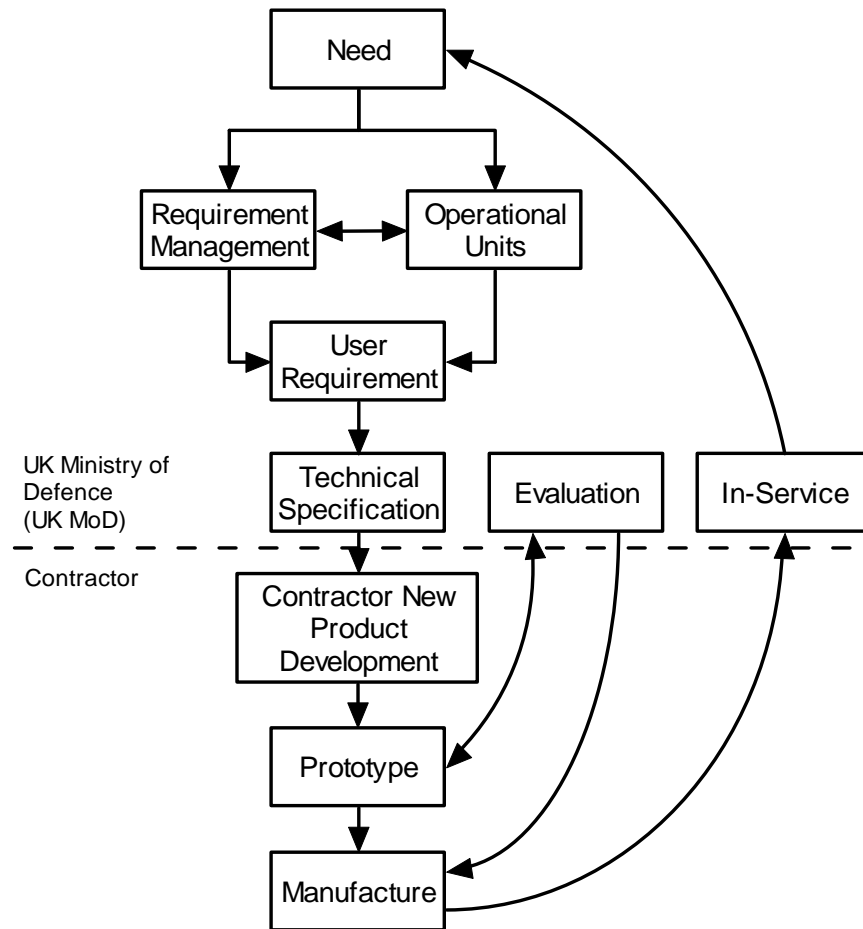 Need
Requirement
Management
Operational
Units
User
Requirement
UK Ministry of
Defence
(UK MoD)
Technical
Specification
Evaluation
In-Service
Contractor
Contractor New
Product
Development
Prototype
Manufacture